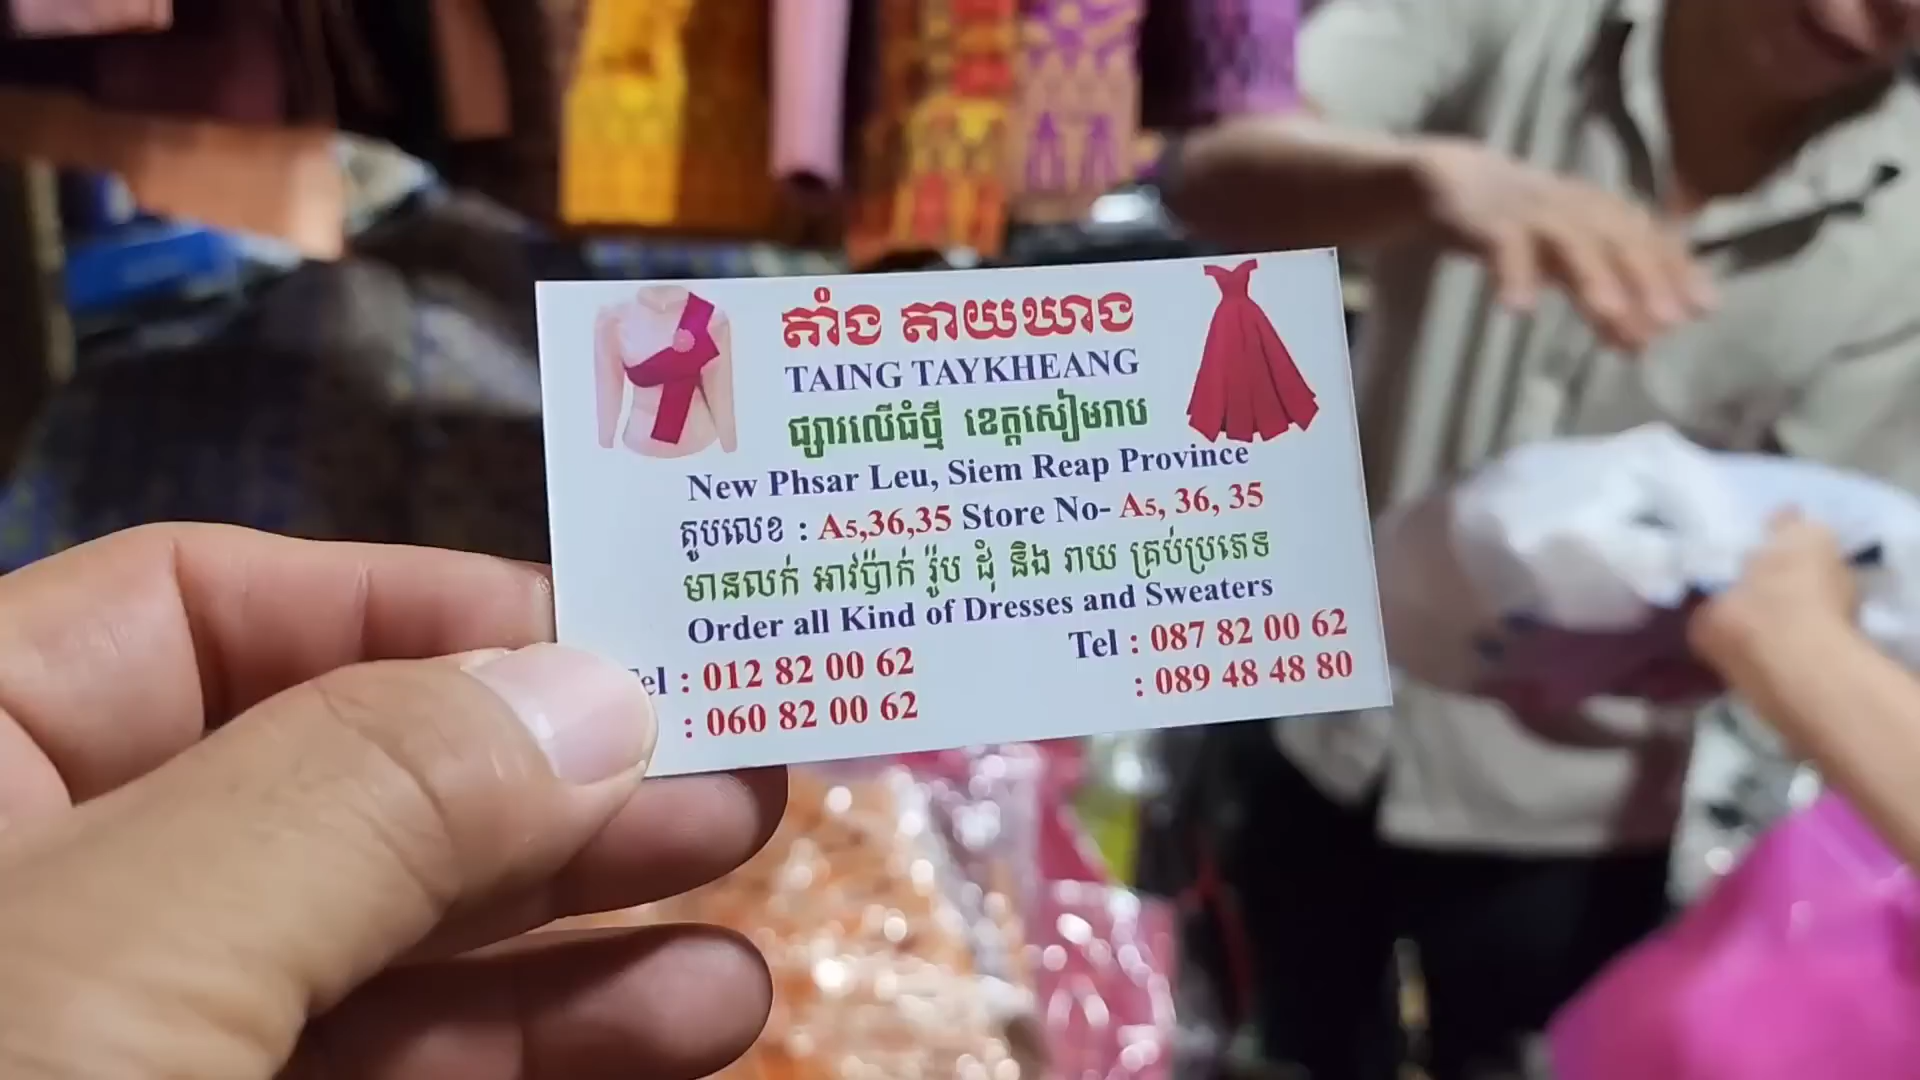 តាំង តាយឃាង
TAING TAYKHEANG
ផ្សារលើធំថ្មី ខេត្តសៀមរាប
New Phsar Leu, Siem Reap Province
តូបលេខ : A5,36,35 Store No- A5, 36, 35
មានលក់ អាវប៉ាក់ រ៉ូប ដុំ និង រាយ គ្រប់ប្រភេទ
Order all Kind of Dresses and Sweaters
Tel : 012 82 00 62 Tel : 087 82 00 62
: 060 82 00 62 : 089 48 48 80